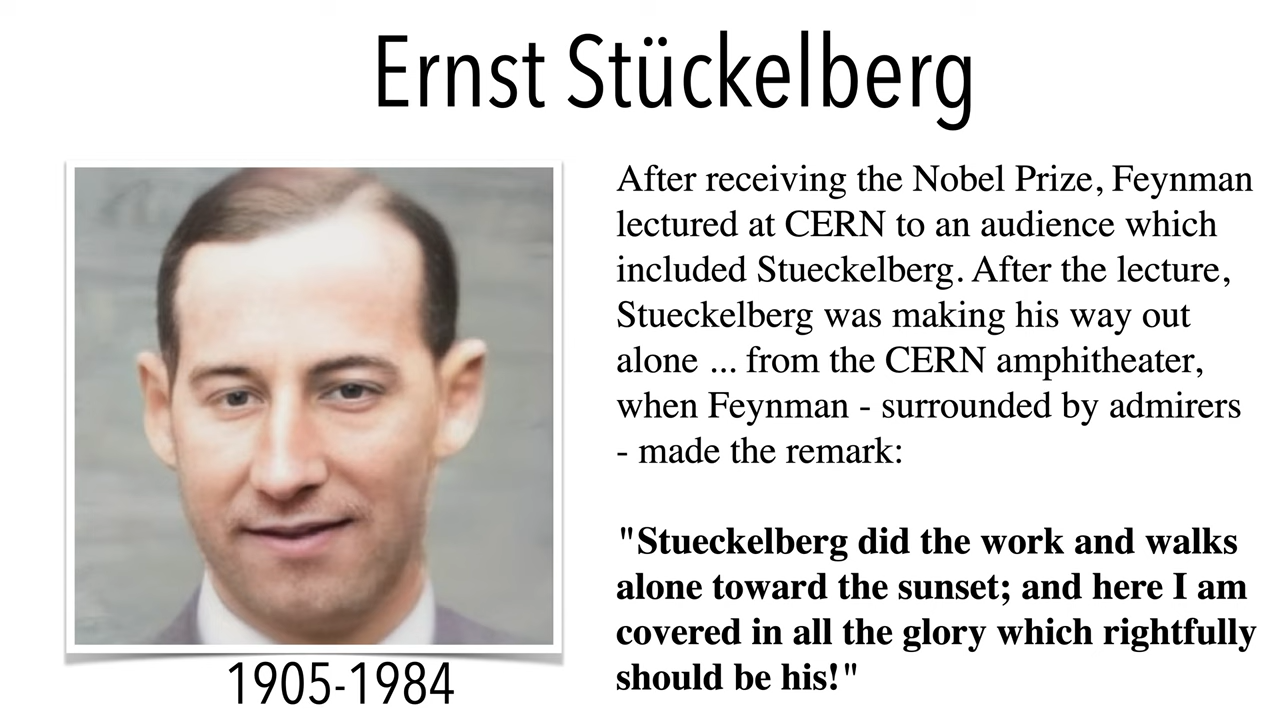 Ernst Stückelberg
After receiving the Nobel Prize, Feynman
lectured at CERN to an audience which
included Stueckelberg. After the lecture,
Stueckelberg was making his way out
alone ... from the CERN amphitheater,
when Feynman - surrounded by admirers
- made the remark:
"Stueckelberg did the work and walks
alone toward the sunset; and here I am
covered in all the glory which rightfully
should be his!"
1905-1984